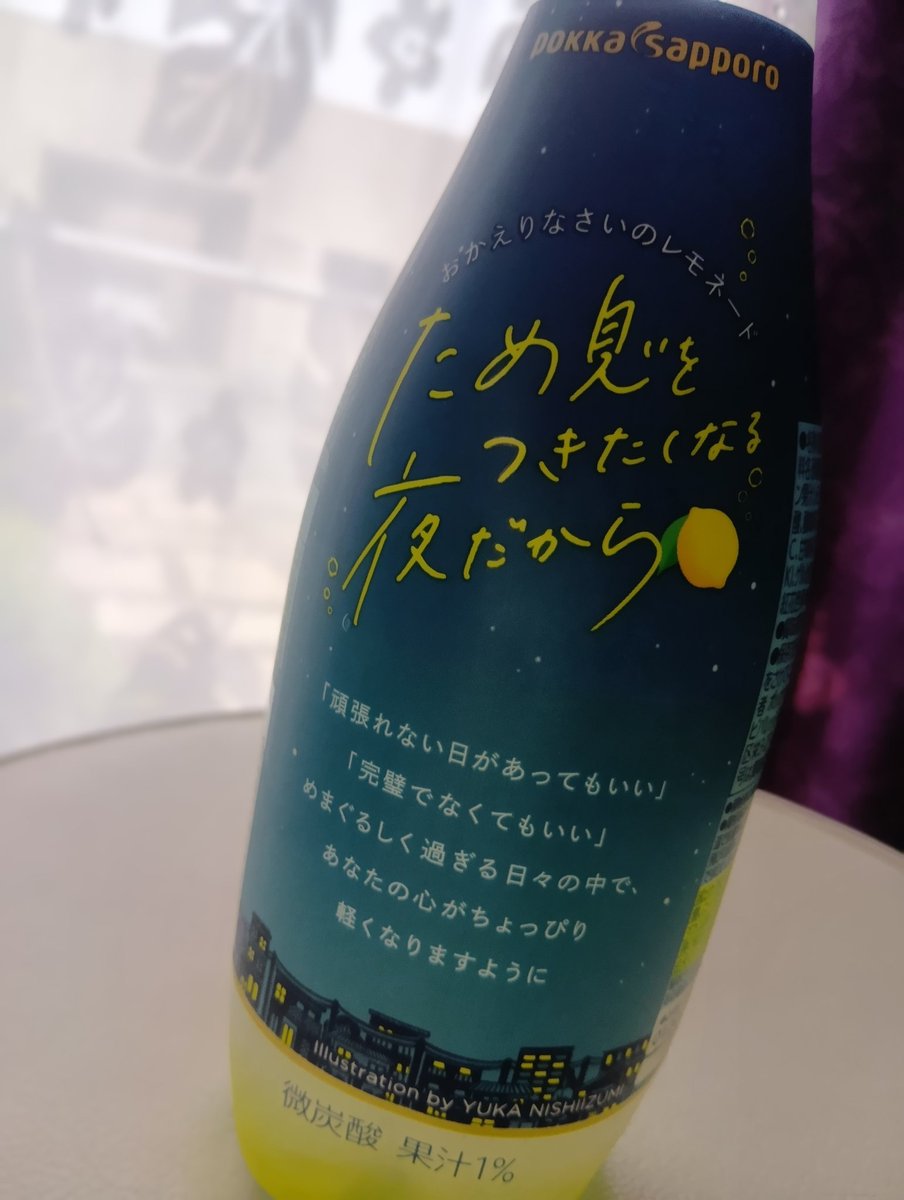 pokka sapporo
おかえりなさいのレモネード
ため息を
つきたくなる
夜だから
「頑張れない日があってもいい」
「完璧でなくてもいい」
めまぐるしく過ぎる日々の中で、
あなたの心がちょっぴり
軽くなりますように
Illustration by YUKA NISHIIZUMI
微炭酸 果汁1%